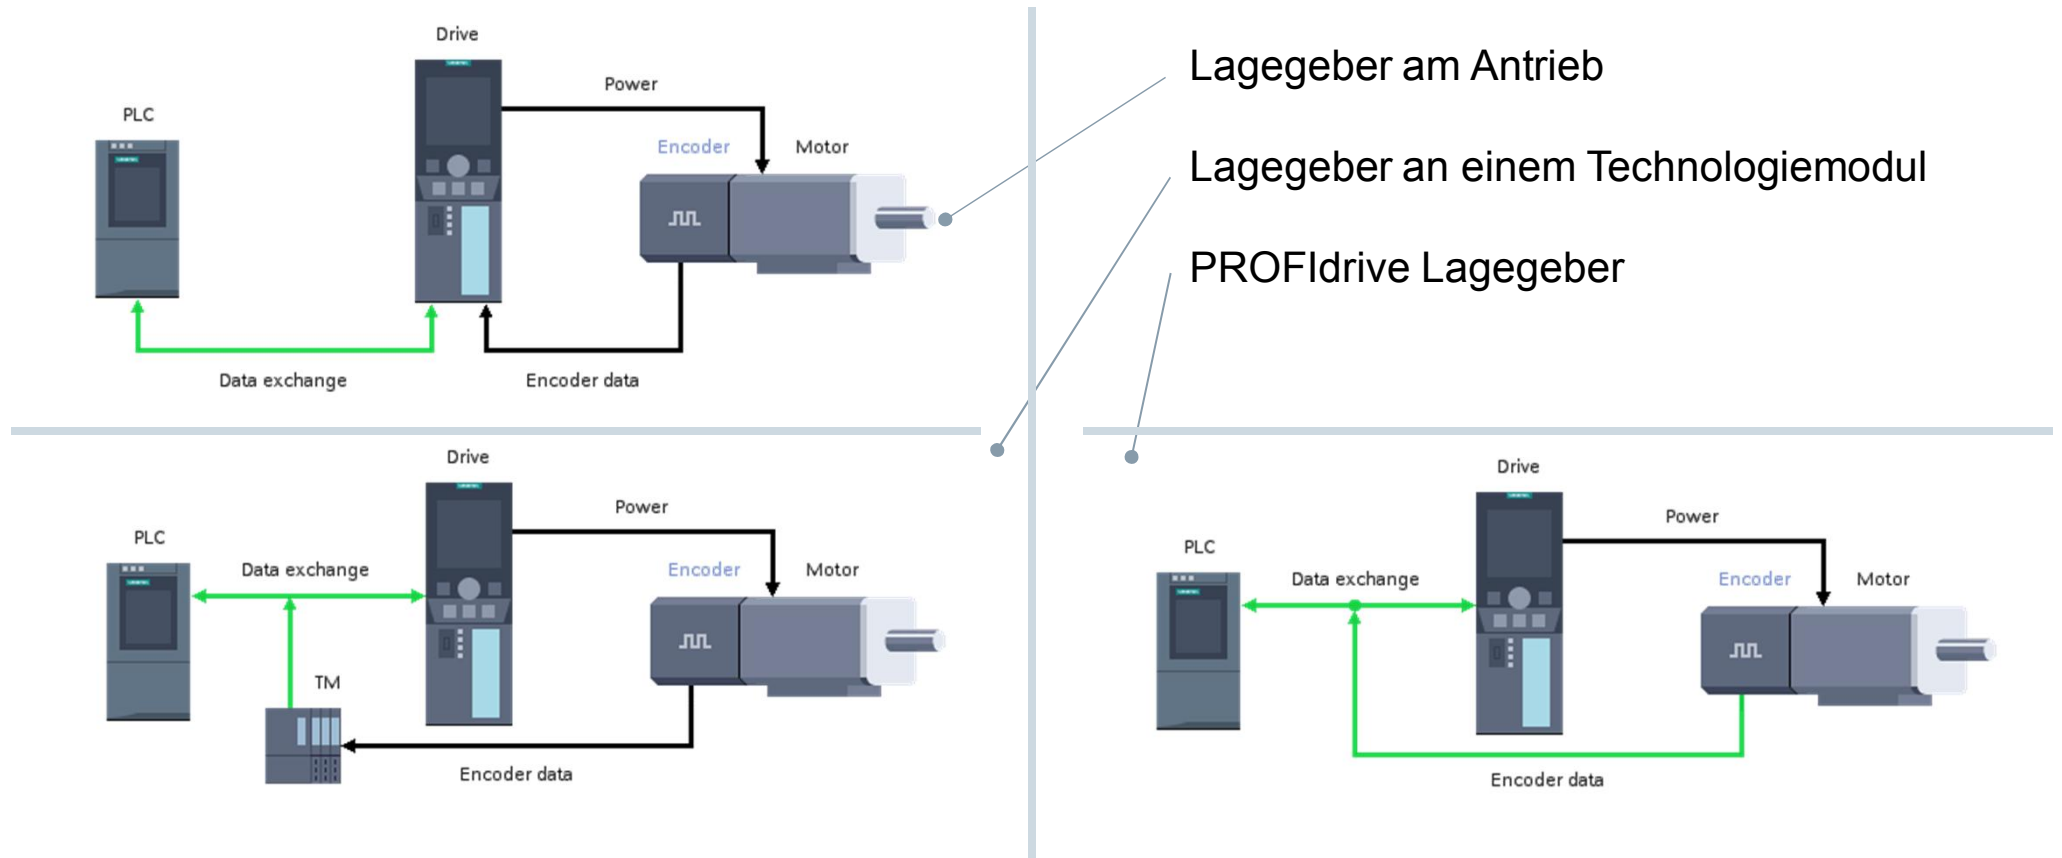 Drive
Power
PLC
Encoder
Motor
Data exchange
Encoder data
Lagegeber am Antrieb
Lagegeber an einem Technologiemodul
PROFIdrive Lagegeber
Drive
Power
PLC
Data exchange
Encoder
Motor
TM
Encoder data
Drive
Power
PLC
Data exchange
Encoder
Motor
Encoder data